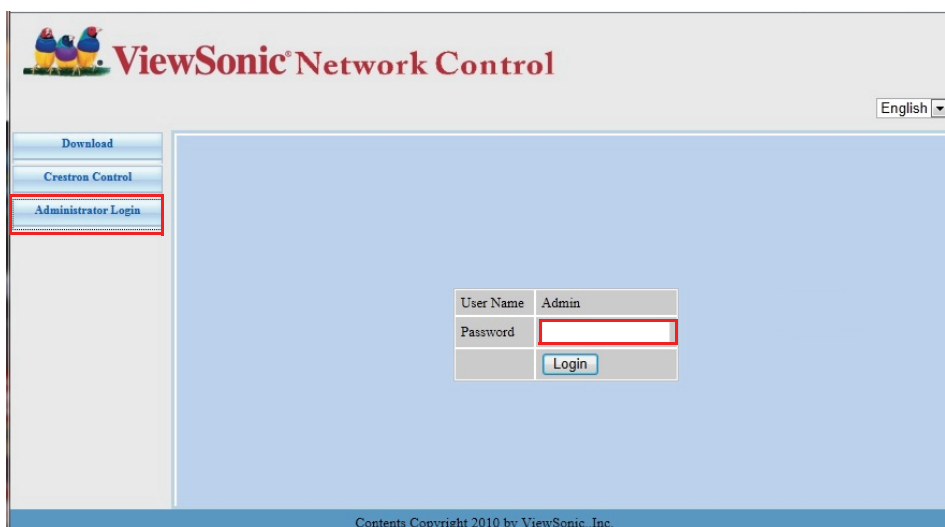 ViewSonic® Network Control
English
Download
Crestron Control
Administrator Login
User Name Admin
Password
Login
Contents Copyright 2010 by ViewSonic, Inc.